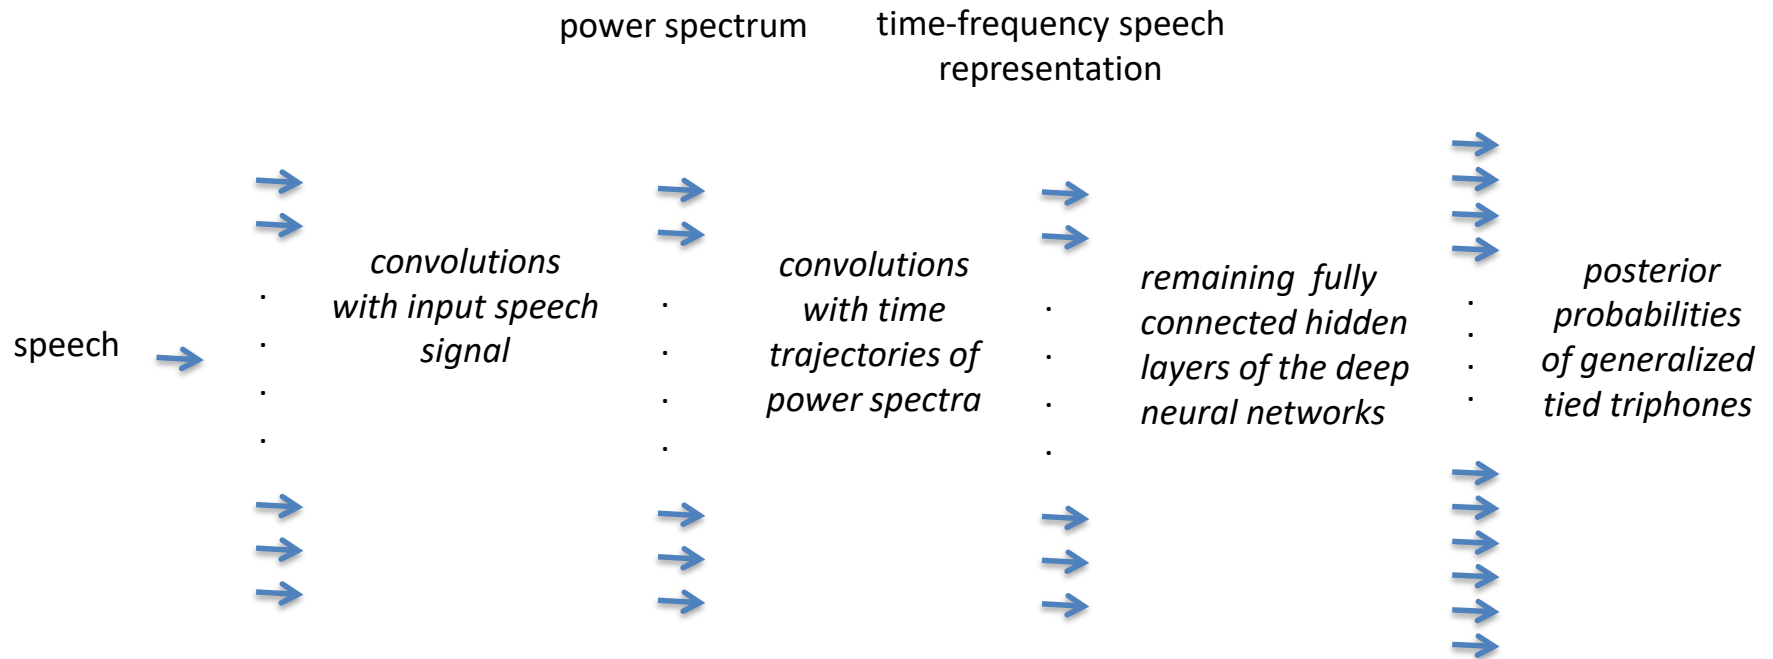 power spectrum
time-frequency speech
representation
speech
convolutions
with input speech
signal
convolutions
with time
trajectories of
power spectra
remaining fully
connected hidden
layers of the deep
neural networks
posterior
probabilities
of generalized
tied triphones